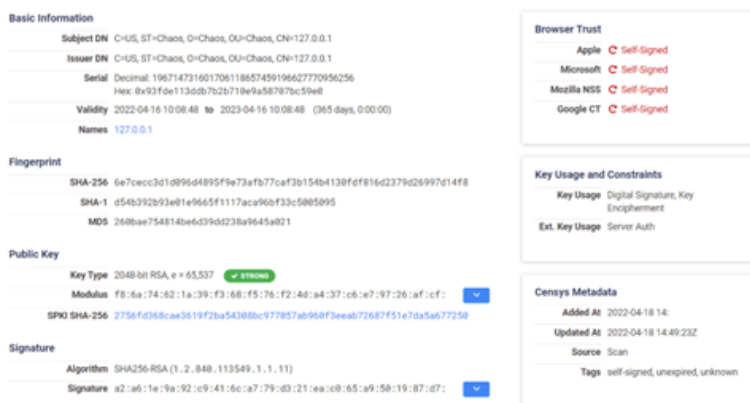 Basic Information
Subject DN C=US, ST=Chaos, O=Chaos, OU=Chaos, CN=127.0.0.1
Issuer DN C=US, ST=Chaos, O=Chaos, OU=Chaos, CN=127.0.0.1
Serial Decimal: 196714731601706118657459196627770956256
Hex: 0x93fde113ddb7b2b710e9a58707bc59e0
Validity 2022-04-16 10:08:48 to 2023-04-16 10:08:48 (365 days, 0:00:00)
Names 127.0.0.1
Fingerprint
SHA-256 6e7cecc3d1d096d4895f9e73afb77caf3b154b4130fdf816d2379d26997d14f8
SHA-1 d54b392b93e01e9665f1117aca96bf33c5005095
MD5 260bae754814be6d39dd238a9645a021
Public Key
Key Type 2048-bit RSA, e = 65,537 ✓ STRONG
Modulus f8:6a:74:62:1a:39:f3:68:f5:76:f2:4d:a4:37:c6:e7:97:26:af:cf:
SPKI SHA-256 2756fd368cae3619f2ba54308bc977057ab960f3eeab72687f51e7da5a677250
Signature
Algorithm SHA256-RSA (1.2.840.113549.1.1.11)
Signature a2:a6:1e:9a:92:c9:41:6c:a7:79:d3:21:ea:c0:65:a9:50:19:87:d7:
Browser Trust
Apple Self-Signed
Microsoft Self-Signed
Mozilla NSS Self-Signed
Google CT Self-Signed
Key Usage and Constraints
Key Usage Digital Signature, Key
Encipherment
Ext. Key Usage Server Auth
Censys Metadata
Added At 2022-04-18 14:
Updated At 2022-04-18 14:49:23Z
Source Scan
Tags self-signed, unexpired, unknown